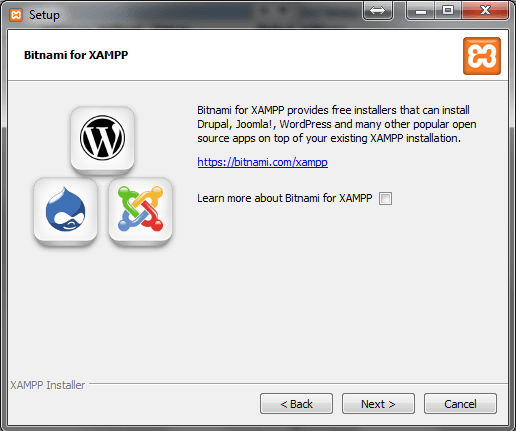 Setup
Bitnami for XAMPP
Bitnami for XAMPP provides free installers that can install
Drupal, Joomla!, WordPress and many other popular open
source apps on top of your existing XAMPP installation.
https://bitnami.com/xampp
Learn more about Bitnami for XAMPP
XAMPP Installer
< Back
Next >
Cancel